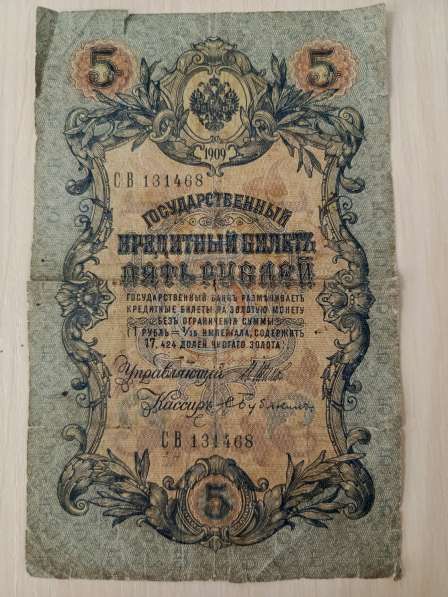 5 5
1909
СВ 131468
ГОСУДАРСТВЕННЫЙ
КРЕДИТНЫЙ БИЛЕТЪ
ПЯТЬ РУБЛЕЙ
ГОСУДАРСТВЕННЫЙ БАНКЪ РАЗМѢНИВАЕТЪ
КРЕДИТНЫЕ БИЛЕТЫ НА ЗОЛОТУЮ МОНЕТУ
БЕЗЪ ОГРАНИЧЕНІЯ СУММЫ
(1 РУБЛЬ = 1/15 ИМПЕРІАЛА, СОДЕРЖИТЪ
17,424 ДОЛЕЙ ЧИСТАГО ЗОЛОТА)
Управляющій
Кассиръ
СВ 131468
5